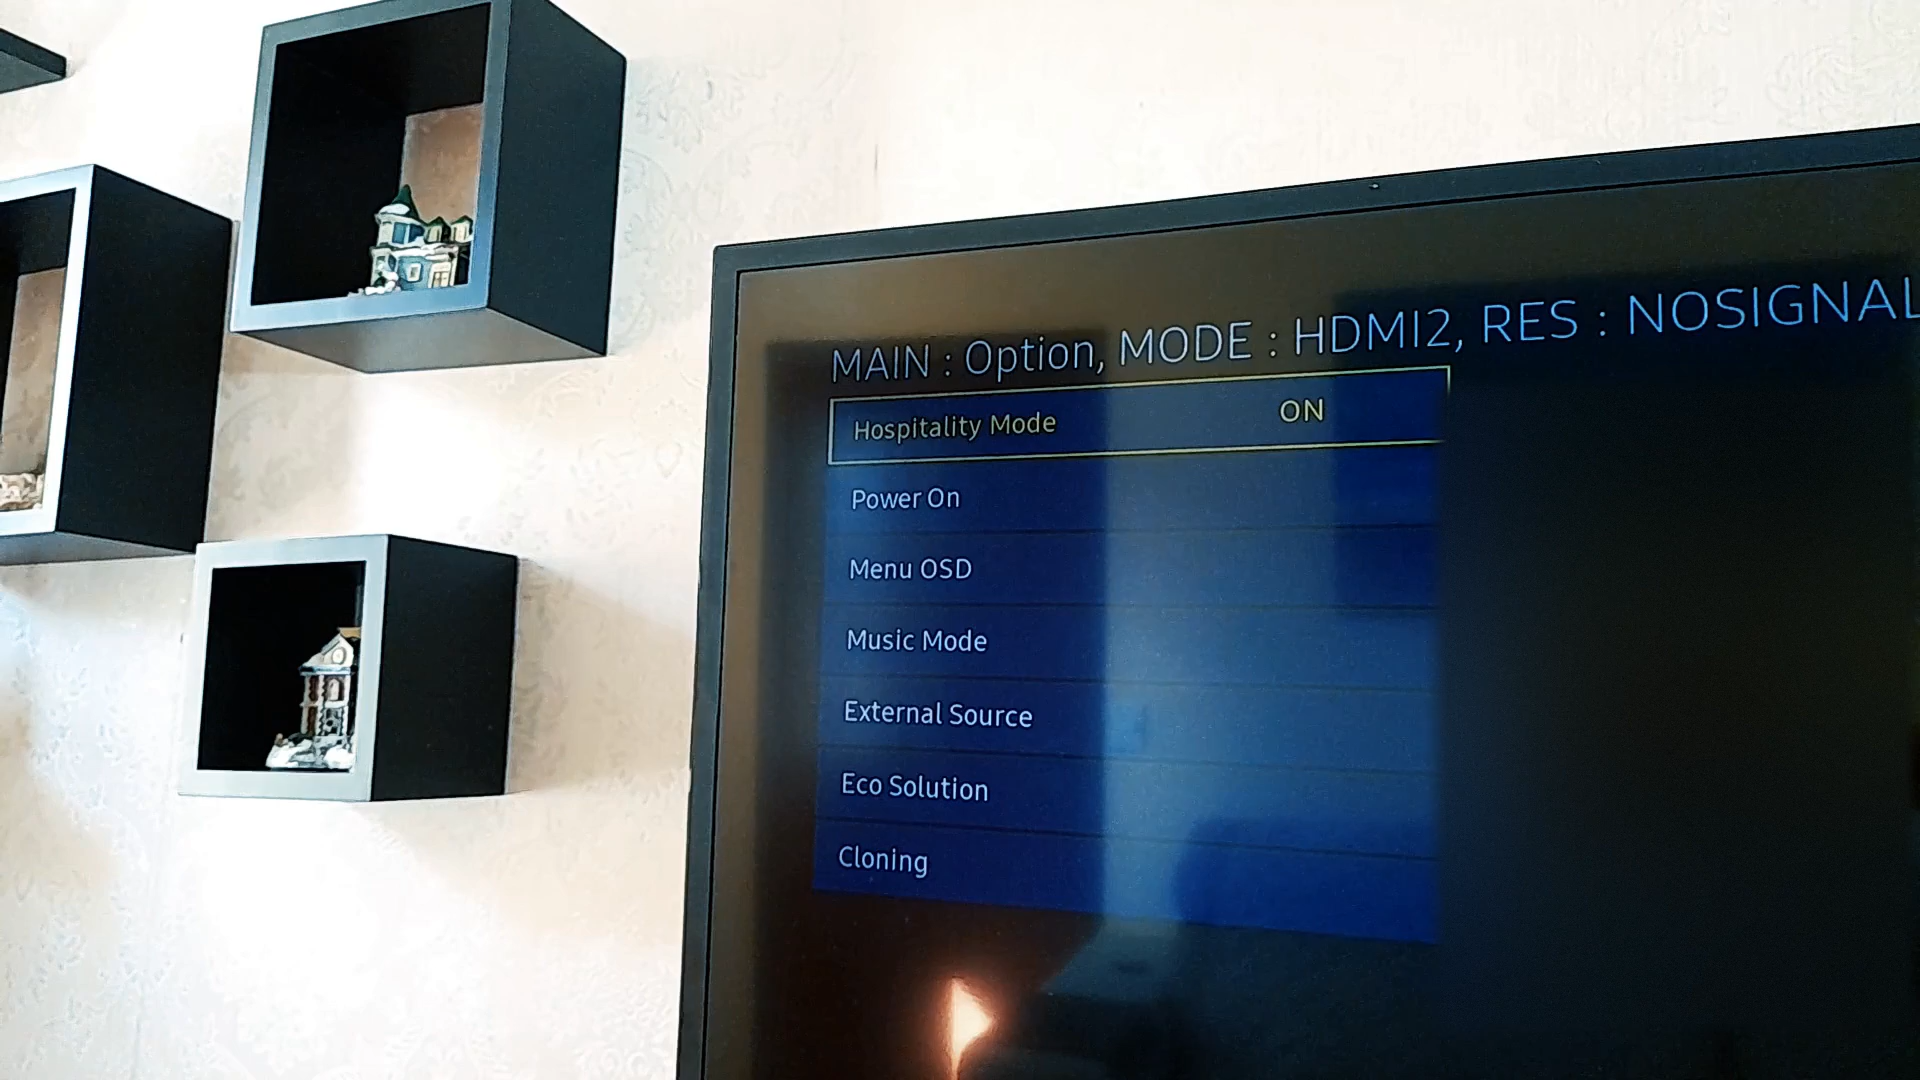 MAIN : Option, MODE : HDMI2, RES : NOSIGNAL
Hospitality Mode ON
Power On
Menu OSD
Music Mode
External Source
Eco Solution
Cloning